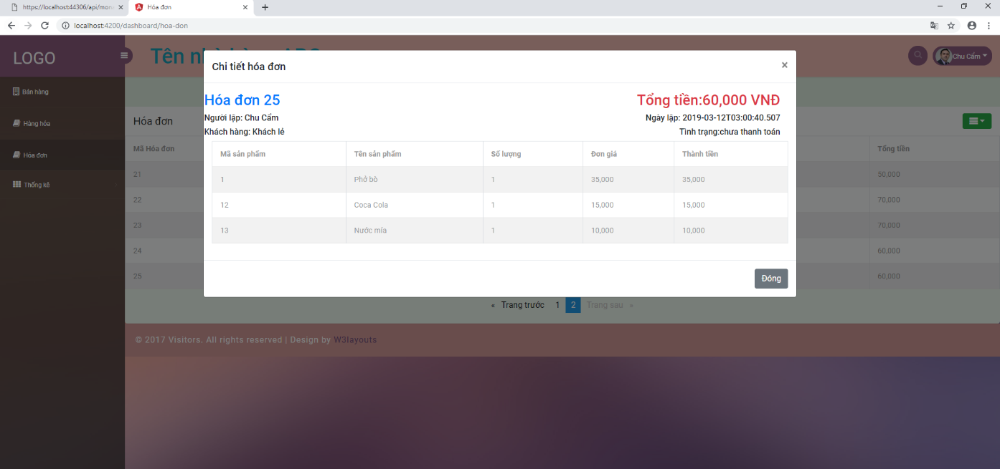 https://localhost:44306/api/mon
Hóa đơn
localhost:4200/dashboard/hoa-don
LOGO
Chu Cẩm
Chi tiết hóa đơn
×
Bán hàng
Hàng hóa
Hóa đơn
Thống kê
Hóa đơn 25
Tổng tiền:60,000 VNĐ
Người lập: Chu Cẩm
Ngày lập: 2019-03-12T03:00:40.507
Khách hàng: Khách lẻ
Tình trạng:chưa thanh toán
Mã sản phẩm Tên sản phẩm Số lượng Đơn giá Thành tiền
1 Phở bò 1 35,000 35,000
12 Coca Cola 1 15,000 15,000
13 Nước mía 1 10,000 10,000
Đóng
Hóa đơn
Mã Hóa đơn Tổng tiền
21 50,000
22 70,000
23 70,000
24 60,000
25 60,000
« Trang trước 1 2 Trang sau »
© 2017 Visitors. All rights reserved | Design by W3layouts